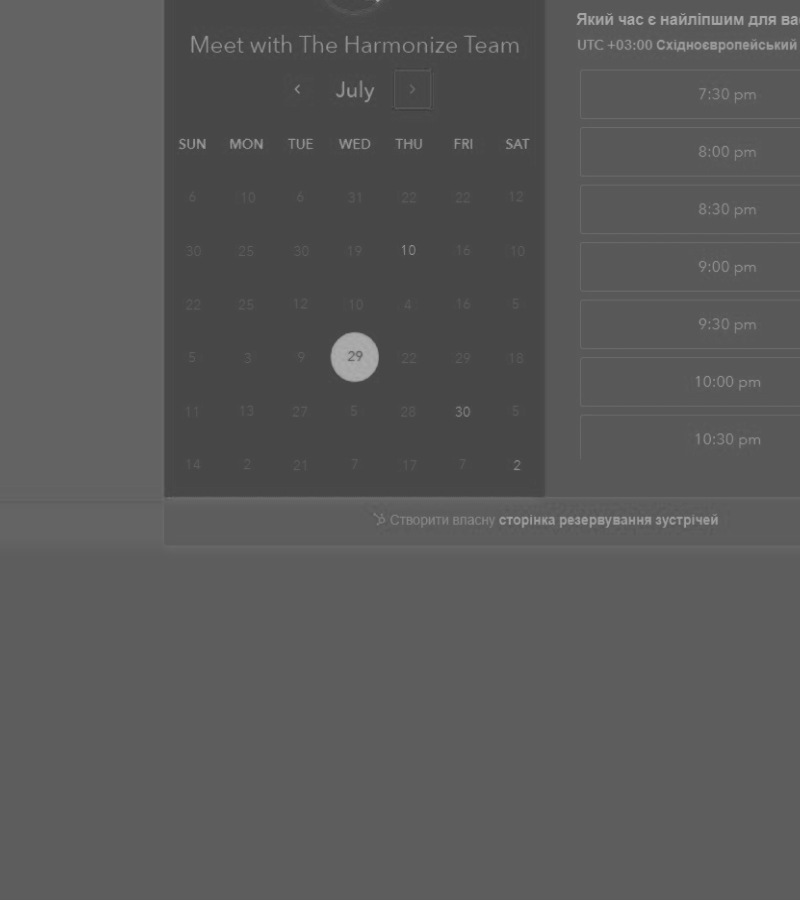 Meet with The Harmonize Team
July
SUN MON TUE WED THU FRI SAT
6 10 6 31 22 22 12
30 25 30 19 10 16 10
22 25 12 10 4 16 5
5 3 9 29 22 29 18
11 13 27 5 28 30 5
14 2 21 7 17 7 2
Який час є найліпшим для
UTC +03:00 Східноєвропейський
7:30 pm
8:00 pm
8:30 pm
9:00 pm
9:30 pm
10:00 pm
10:30 pm
Створити власну сторінка резервування зустрічей